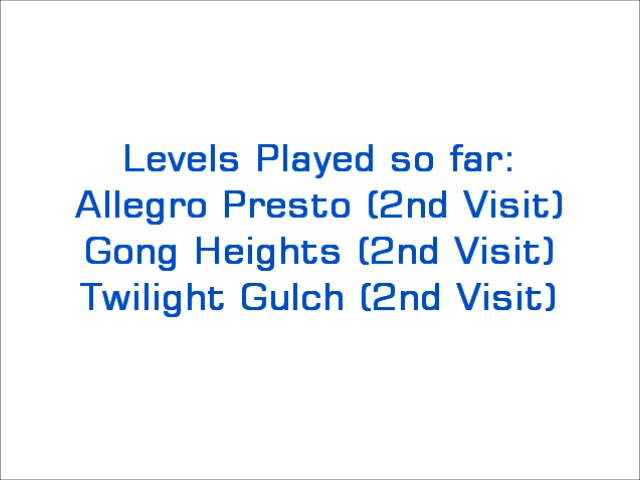 Levels Played so far:
Allegro Presto (2nd Visit)
Gong Heights (2nd Visit)
Twilight Gulch (2nd Visit)